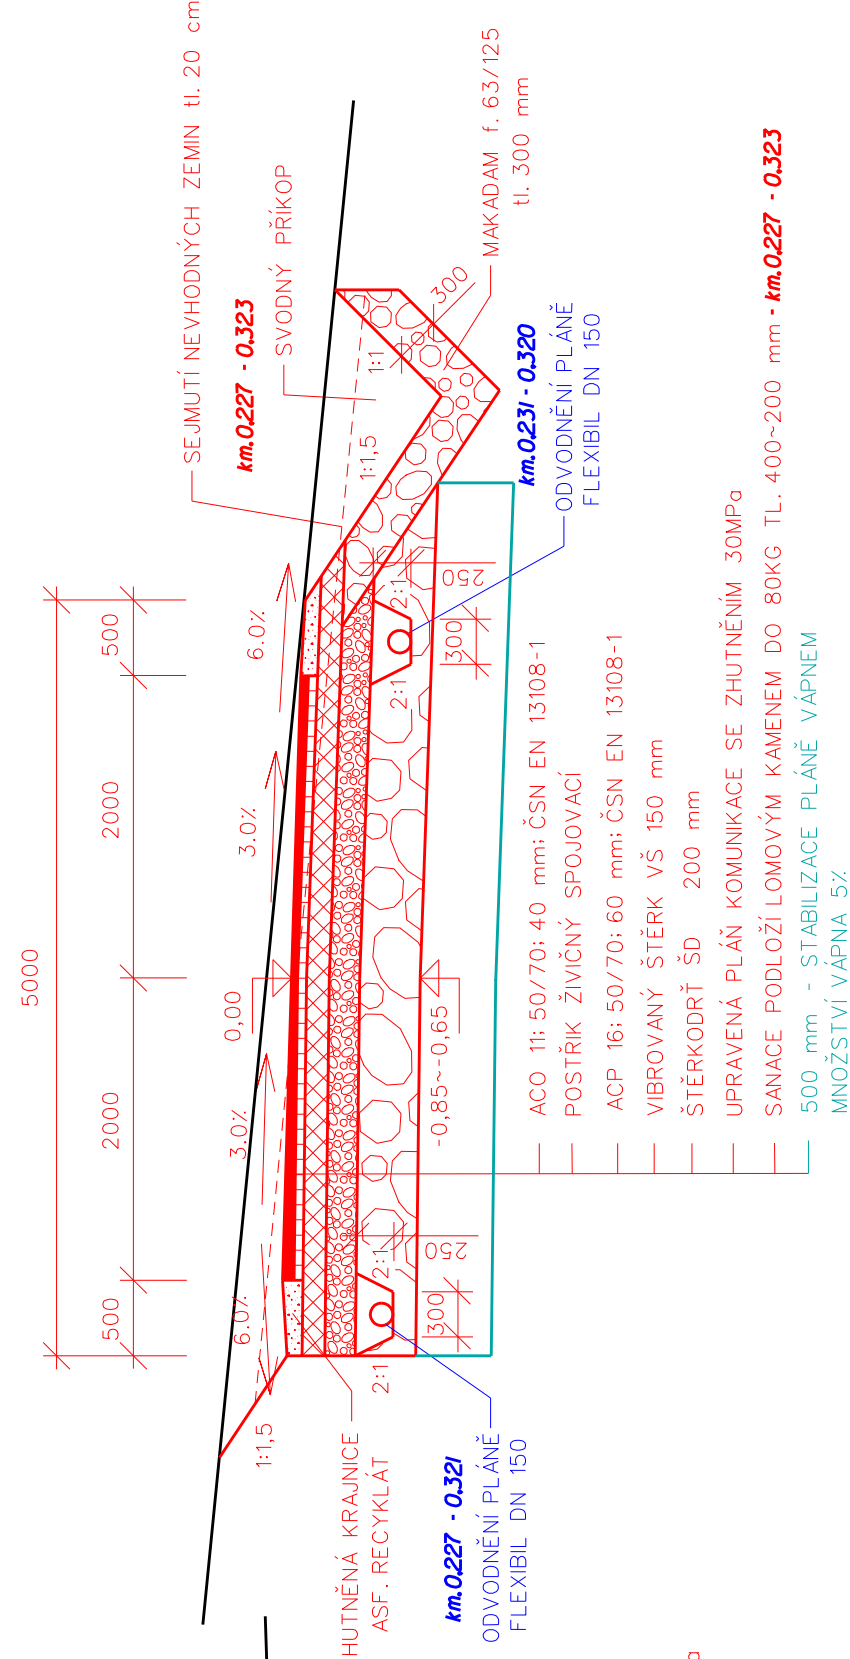 SEJMUTÍ NEVHODNÝCH ZEMIN tl. 20 cm
km.0.227 - 0.323
SVODNÝ PŘÍKOP
MAKADAM f. 63/125
tl. 300 mm
300
1:1
1:1,5
km.0.231 - 0.320
ODVODNĚNÍ PLÁNĚ
FLEXIBIL DN 150
5000
500
2000
2000
500
6.0%
3.0%
3.0%
6.0%
0,00
-0,85~-0,65
250
2:1
300
2:1
250
2:1
300
2:1
1:1,5
HUTNĚNÁ KRAJNICE
ASF. RECYKLÁT
km.0.227 - 0.321
ODVODNĚNÍ PLÁNĚ
FLEXIBIL DN 150
ACO 11; 50/70; 40 mm; ČSN EN 13108-1
POSTŘIK ŽIVIČNÝ SPOJOVACÍ
ACP 16; 50/70; 60 mm; ČSN EN 13108-1
VIBROVANÝ ŠTĚRK VŠ 150 mm
ŠTĚRKODRŤ ŠD 200 mm
UPRAVENÁ PLÁŇ KOMUNIKACE SE ZHUTNĚNÍM 30MPa
SANACE PODLOŽÍ LOMOVÝM KAMENEM DO 80KG TL. 400~200 mm - km.0.227 - 0.323
500 mm - STABILIZACE PLÁNĚ VÁPNEM
MNOŽSTVÍ VÁPNA 5%